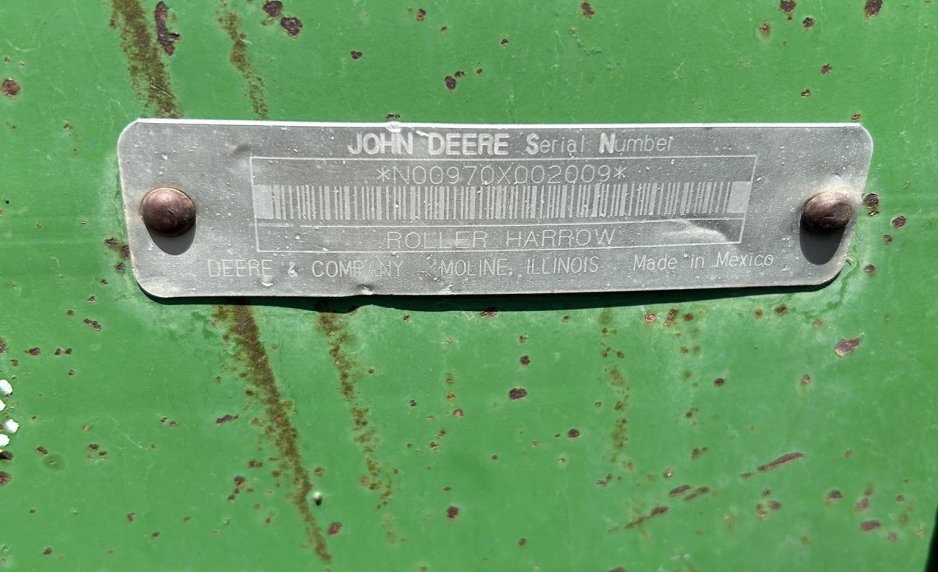 JOHN DEERE Serial Number
*N00970X002009*
ROLLER HARROW
DEERE & COMPANY MOLINE, ILLINOIS Made in Mexico